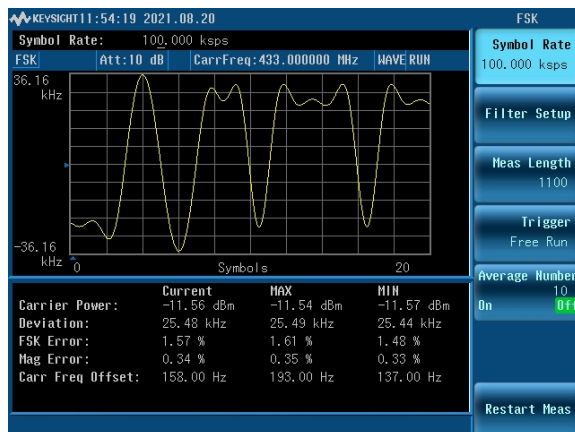 KEYSIGHT 11:54:19 2021.08.20 FSK
Symbol Rate: 100.000 ksps
FSK Att:10 dB CarrFreq:433.000000 MHz WAVE RUN
36.16
kHz
-36.16
kHz
0 Symbols 20
Current MAX MIN
Carrier Power: -11.56 dBm -11.54 dBm -11.57 dBm
Deviation: 25.48 kHz 25.49 kHz 25.44 kHz
FSK Error: 1.57 % 1.61 % 1.48 %
Mag Error: 0.34 % 0.35 % 0.33 %
Carr Freq Offset: 158.00 Hz 193.00 Hz 137.00 Hz
Symbol Rate
100.000 ksps
Filter Setup
Meas Length
1100
Trigger
Free Run
Average Number
10
On Off
Restart Meas